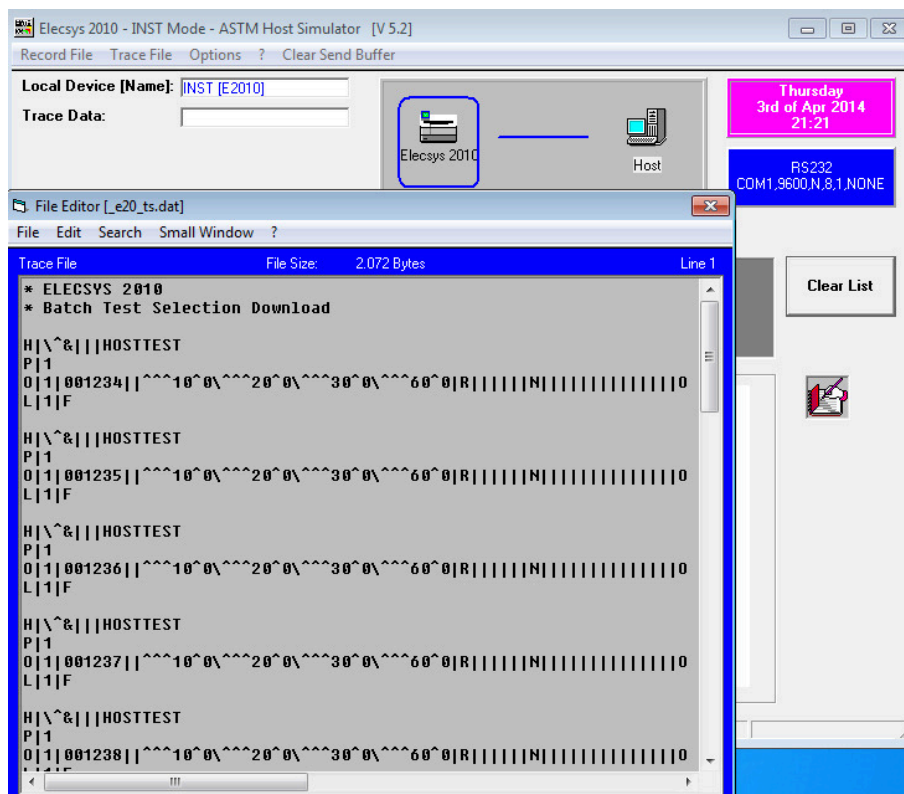 Elecsys 2010 - INST Mode - ASTM Host Simulator [V 5.2]
Record File Trace File Options ? Clear Send Buffer
Local Device [Name]: INST [E2010]
Trace Data:
Elecsys 2010
Host
Thursday
3rd of Apr 2014
21:21
RS232
COM1,9600,N,8,1,NONE
Clear List
File Editor [_e20_ts.dat]
File Edit Search Small Window ?
Trace File File Size: 2.072 Bytes Line 1
* ELECSYS 2010
* Batch Test Selection Download
H|\^&|||HOSTTEST
P|1
O|1|001234||^^^10^0\^^^20^0\^^^30^0\^^^60^0|R||||||N||||||||||||||O
L|1|F
H|\^&|||HOSTTEST
P|1
O|1|001235||^^^10^0\^^^20^0\^^^30^0\^^^60^0|R||||||N||||||||||||||O
L|1|F
H|\^&|||HOSTTEST
P|1
O|1|001236||^^^10^0\^^^20^0\^^^30^0\^^^60^0|R||||||N||||||||||||||O
L|1|F
H|\^&|||HOSTTEST
P|1
O|1|001237||^^^10^0\^^^20^0\^^^30^0\^^^60^0|R||||||N||||||||||||||O
L|1|F
H|\^&|||HOSTTEST
P|1
O|1|001238||^^^10^0\^^^20^0\^^^30^0\^^^60^0|R||||||N||||||||||||||O